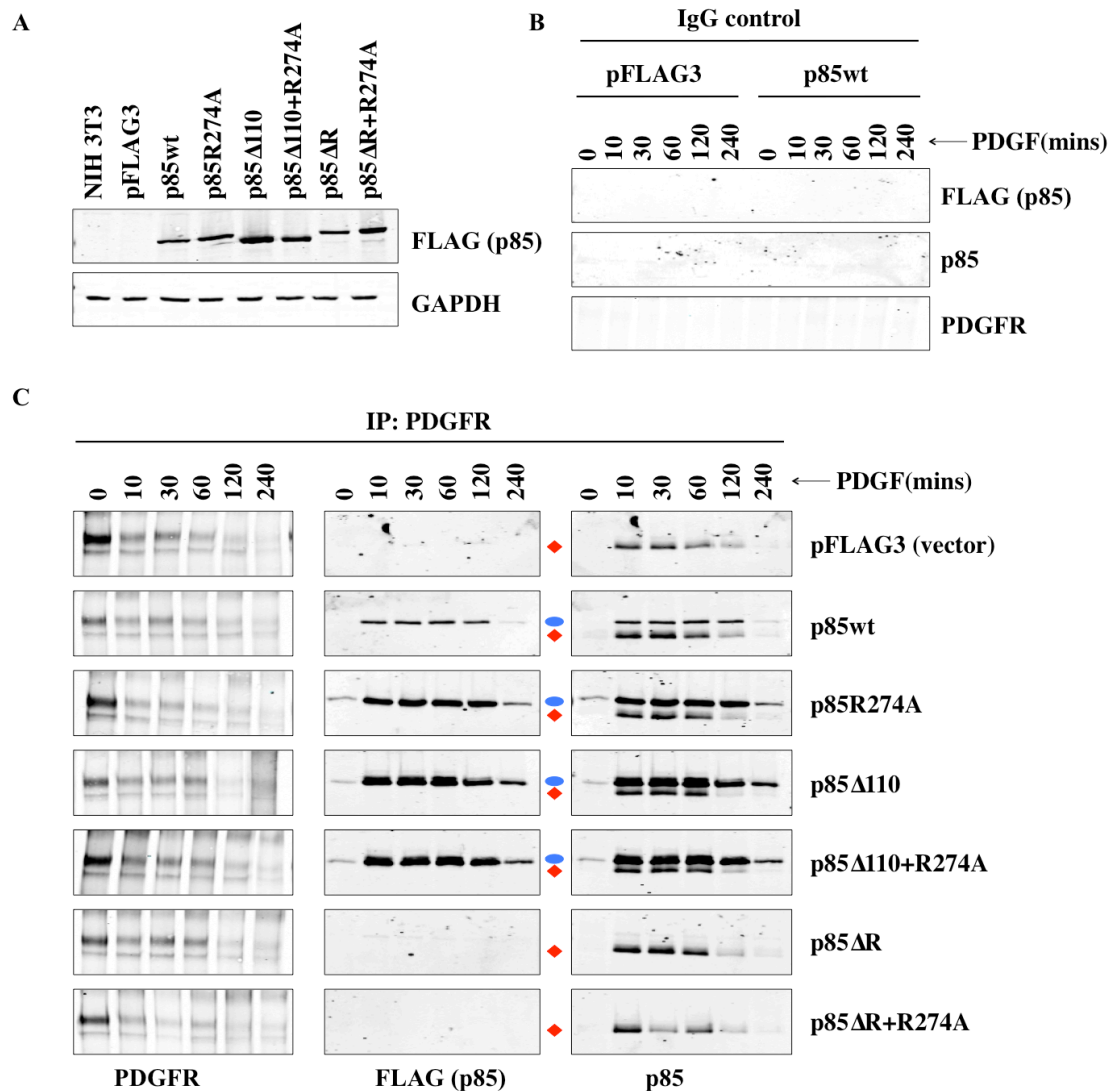 A
NIH 3T3
pFLAG3
p85wt
p85R274A
p85Δ110
p85Δ110+R274A
p85ΔR
p85ΔR+R274A
FLAG (p85)
GAPDH
B
IgG control
pFLAG3 p85wt
0 10 30 60 120 240 0 10 30 60 120 240 ←PDGF(mins)
FLAG (p85)
p85
PDGFR
C
IP: PDGFR
0 10 30 60 120 240 0 10 30 60 120 240 0 10 30 60 120 240 ←PDGF(mins)
pFLAG3 (vector)
p85wt
p85R274A
p85Δ110
p85Δ110+R274A
p85ΔR
p85ΔR+R274A
PDGFR FLAG (p85) p85